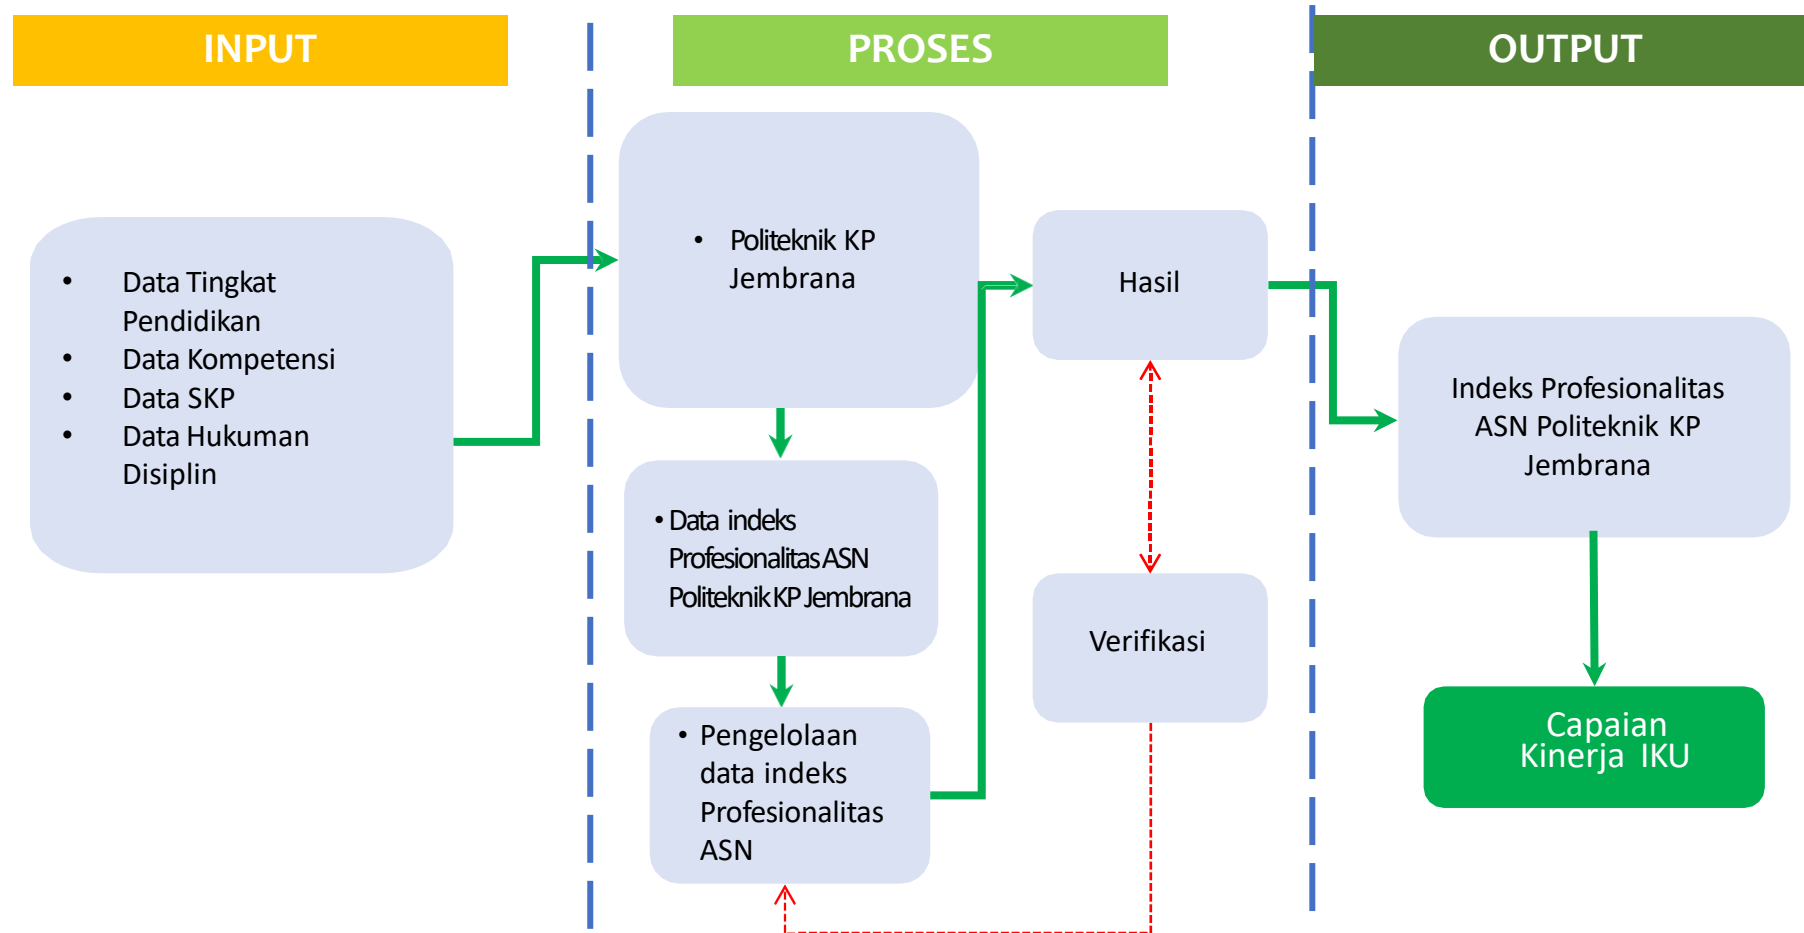 INPUT
PROSES
OUTPUT
• Data Tingkat
Pendidikan
• Data Kompetensi
• Data SKP
• Data Hukuman
Disiplin
• Politeknik KP
Jembrana
• Data indeks
Profesionalitas ASN
Politeknik KP Jembrana
• Pengelolaan
data indeks
Profesionalitas
ASN
Hasil
Verifikasi
Indeks Profesionalitas
ASN Politeknik KP
Jembrana
Capaian
Kinerja IKU